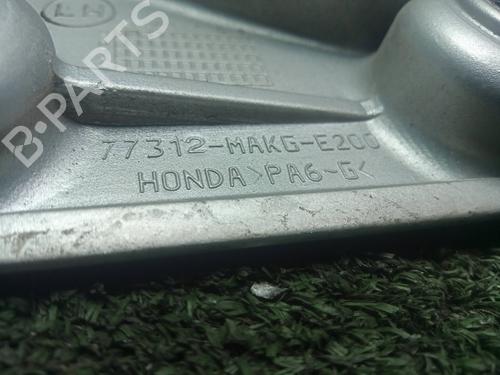 LH
B-PARTS
77312-MAKG-E200
HONDA >PA6-G<